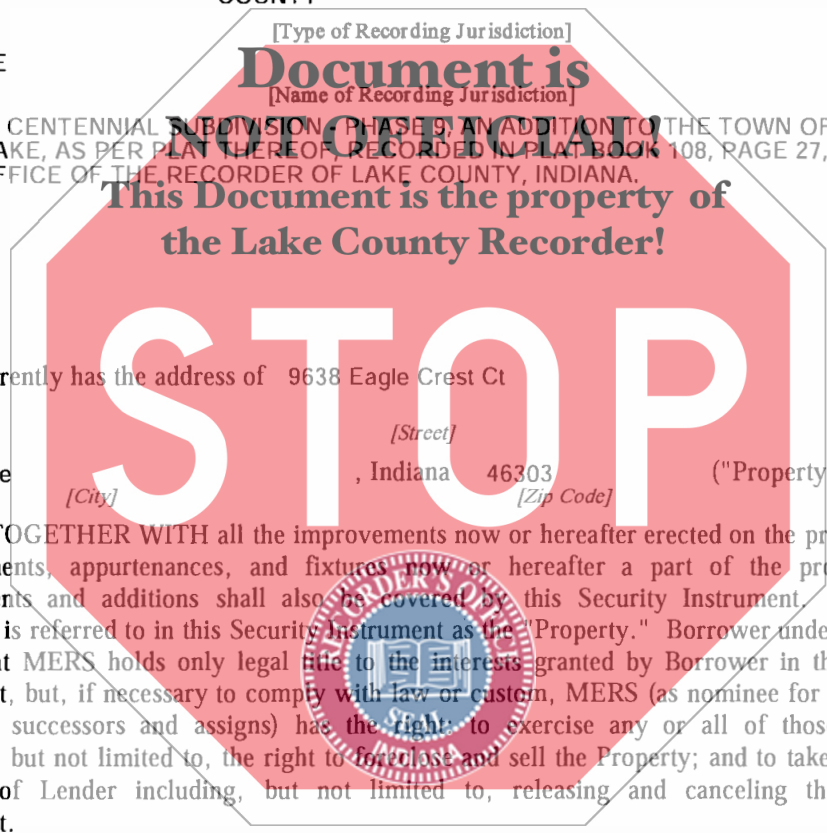 COUNTY
[Type of Recording Jurisdiction]
Document is
[Name of Recording Jurisdiction]
CENTENNIAL SUBDIVISION - PHASE 9, AN ADDITION TO THE TOWN OF
NOT OFFICIAL!
AKE, AS PER PLAT THEREOF, RECORDED IN PLAT BOOK 108, PAGE 27,
FFICE OF THE RECORDER OF LAKE COUNTY, INDIANA.
This Document is the property of
the Lake County Recorder!
STOP
rently has the address of 9638 Eagle Crest Ct
[Street]
e , Indiana 46303 ("Property
[City] [Zip Code]
TOGETHER WITH all the improvements now or hereafter erected on the pr
ents, appurtenances, and fixtures now or hereafter a part of the pro
nts and additions shall also be covered by this Security Instrument.
is referred to in this Security Instrument as the "Property." Borrower unde
at MERS holds only legal title to the interests granted by Borrower in th
t, but, if necessary to comply with law or custom, MERS (as nominee for
successors and assigns) has the right: to exercise any or all of thos
but not limited to, the right to foreclose and sell the Property; and to take
of Lender including, but not limited to, releasing and canceling th
t.
RECORDER'S OFFICE
SEAL
INDIANA